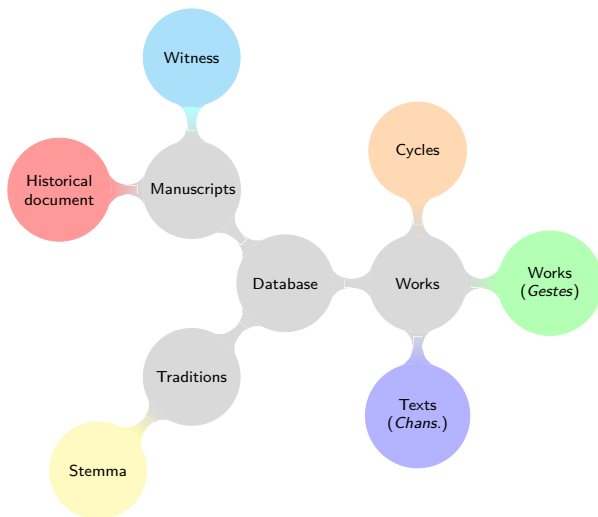 Witness
Cycles
Historical
document
Manuscripts
Database
Works
Works
(Gestes)
Traditions
Texts
(Chans.)
Stemma